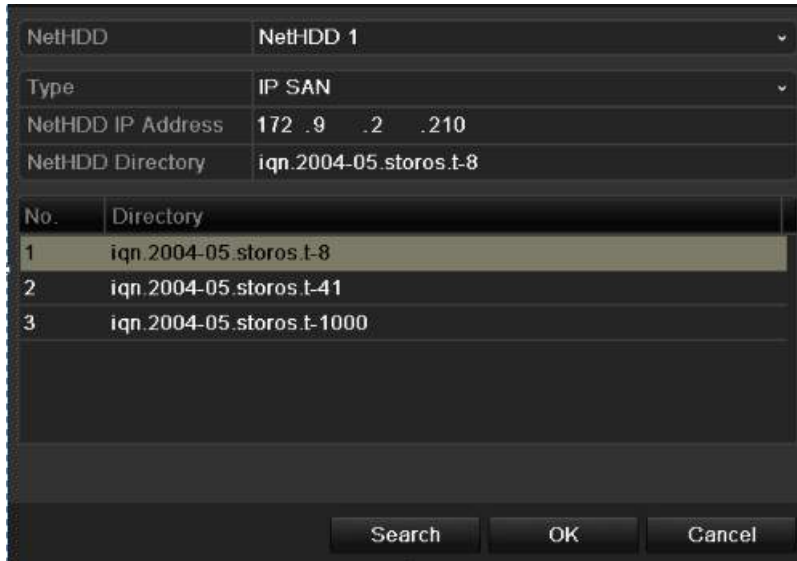 NetHDD NetHDD 1
Type IP SAN
NetHDD IP Address 172 .9 .2 .210
NetHDD Directory iqn.2004-05.storos.t-8
No. Directory
1 iqn.2004-05.storos.t-8
2 iqn.2004-05.storos.t-41
3 iqn.2004-05.storos.t-1000
Search OK Cancel